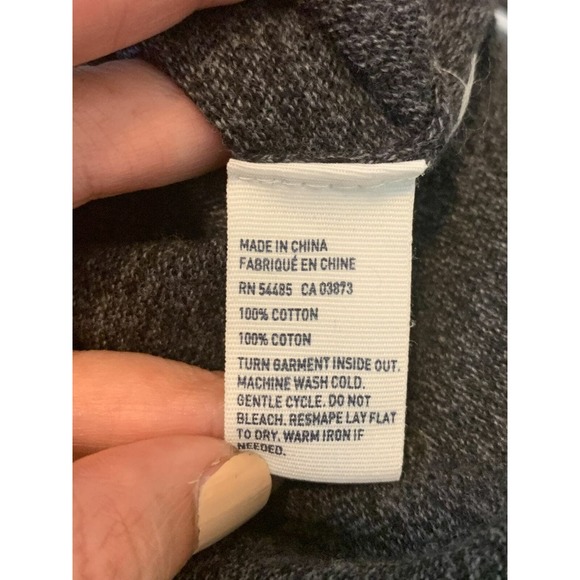 MADE IN CHINA
FABRIQUÉ EN CHINE
RN 54485 CA 03873
100% COTTON
100% COTON
TURN GARMENT INSIDE OUT.
MACHINE WASH COLD.
GENTLE CYCLE. DO NOT
BLEACH. RESHAPE LAY FLAT
TO DRY. WARM IRON IF
NEEDED.